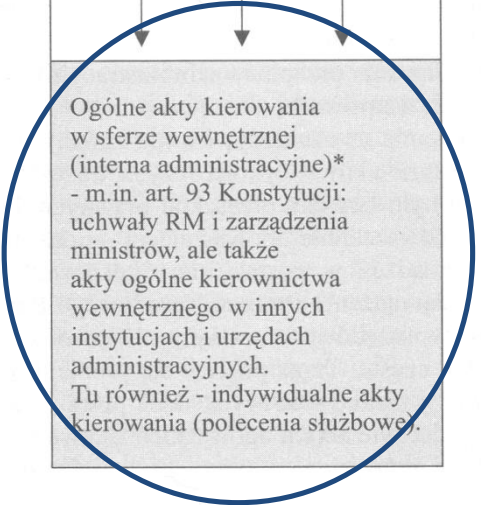 Ogólne akty kierowania
w sferze wewnętrznej
(interna administracyjne)*
- m.in. art. 93 Konstytucji:
uchwały RM i zarządzenia
ministrów, ale także
akty ogólne kierownictwa
wewnętrznego w innych
instytucjach i urzędach
administracyjnych.
Tu również - indywidualne akty
kierowania (polecenia służbowe).